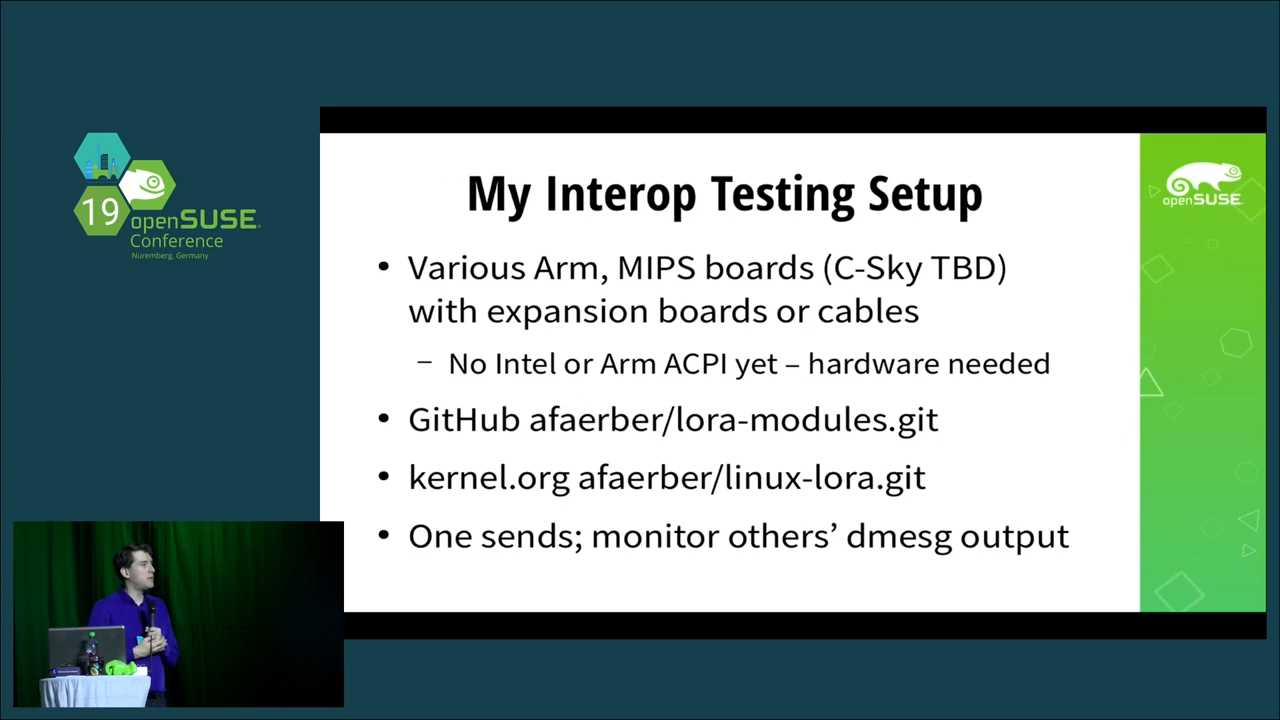 19
openSUSE
Conference
Nuremberg, Germany
My Interop Testing Setup
openSUSE
• Various Arm, MIPS boards (C-Sky TBD)
with expansion boards or cables
– No Intel or Arm ACPI yet – hardware needed
• GitHub afaerber/lora-modules.git
• kernel.org afaerber/linux-lora.git
• One sends; monitor others’ dmesg output